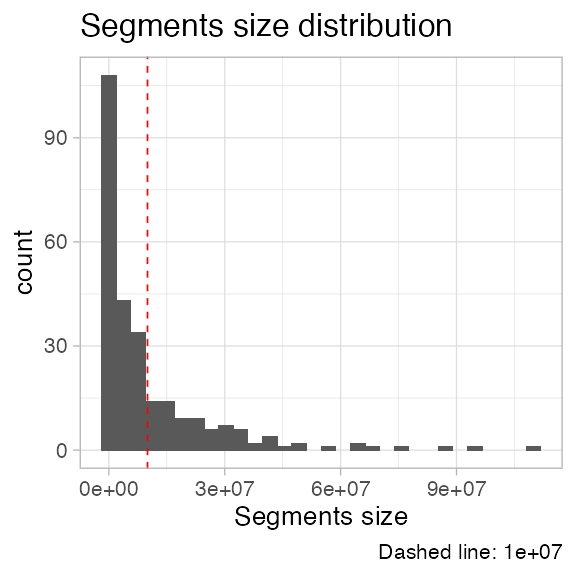 Segments size distribution
90
60
30
0
count
0e+00 3e+07 6e+07 9e+07
Segments size
Dashed line: 1e+07